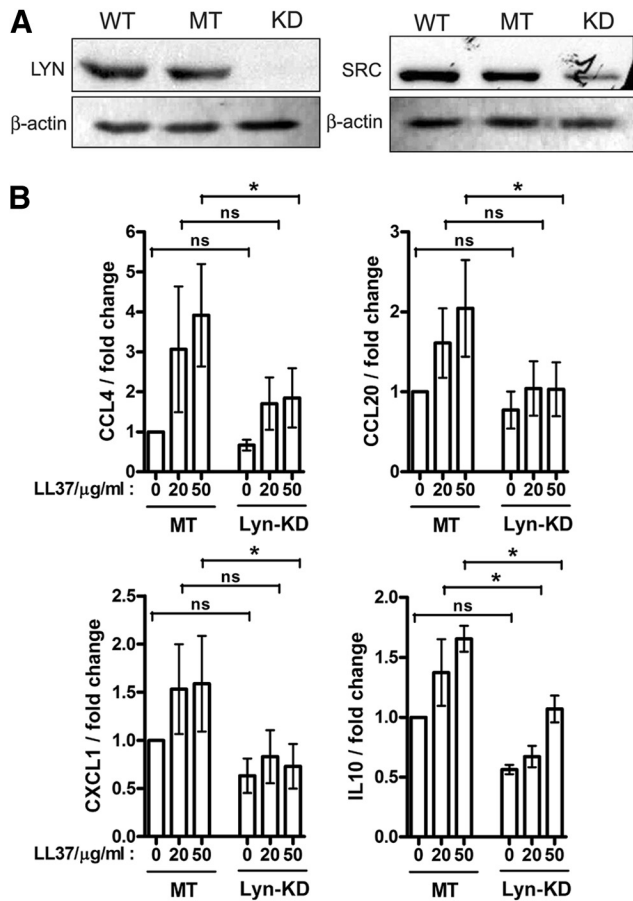 A
WT MT KD
LYN
β-actin
WT MT KD
SRC
β-actin
B
*
ns
ns
CCL4 / fold change
6
5
4
3
2
1
0
LL37/μg/ml : 0 20 50 0 20 50
MT Lyn-KD
*
ns
ns
CCL20 / fold change
3
2
1
0
0 20 50 0 20 50
MT Lyn-KD
*
ns
ns
CXCL1 / fold change
2.5
2.0
1.5
1.0
0.5
0.0
LL37/μg/ml : 0 20 50 0 20 50
MT Lyn-KD
*
*
ns
IL10 / fold change
2.0
1.5
1.0
0.5
0.0
0 20 50 0 20 50
MT Lyn-KD